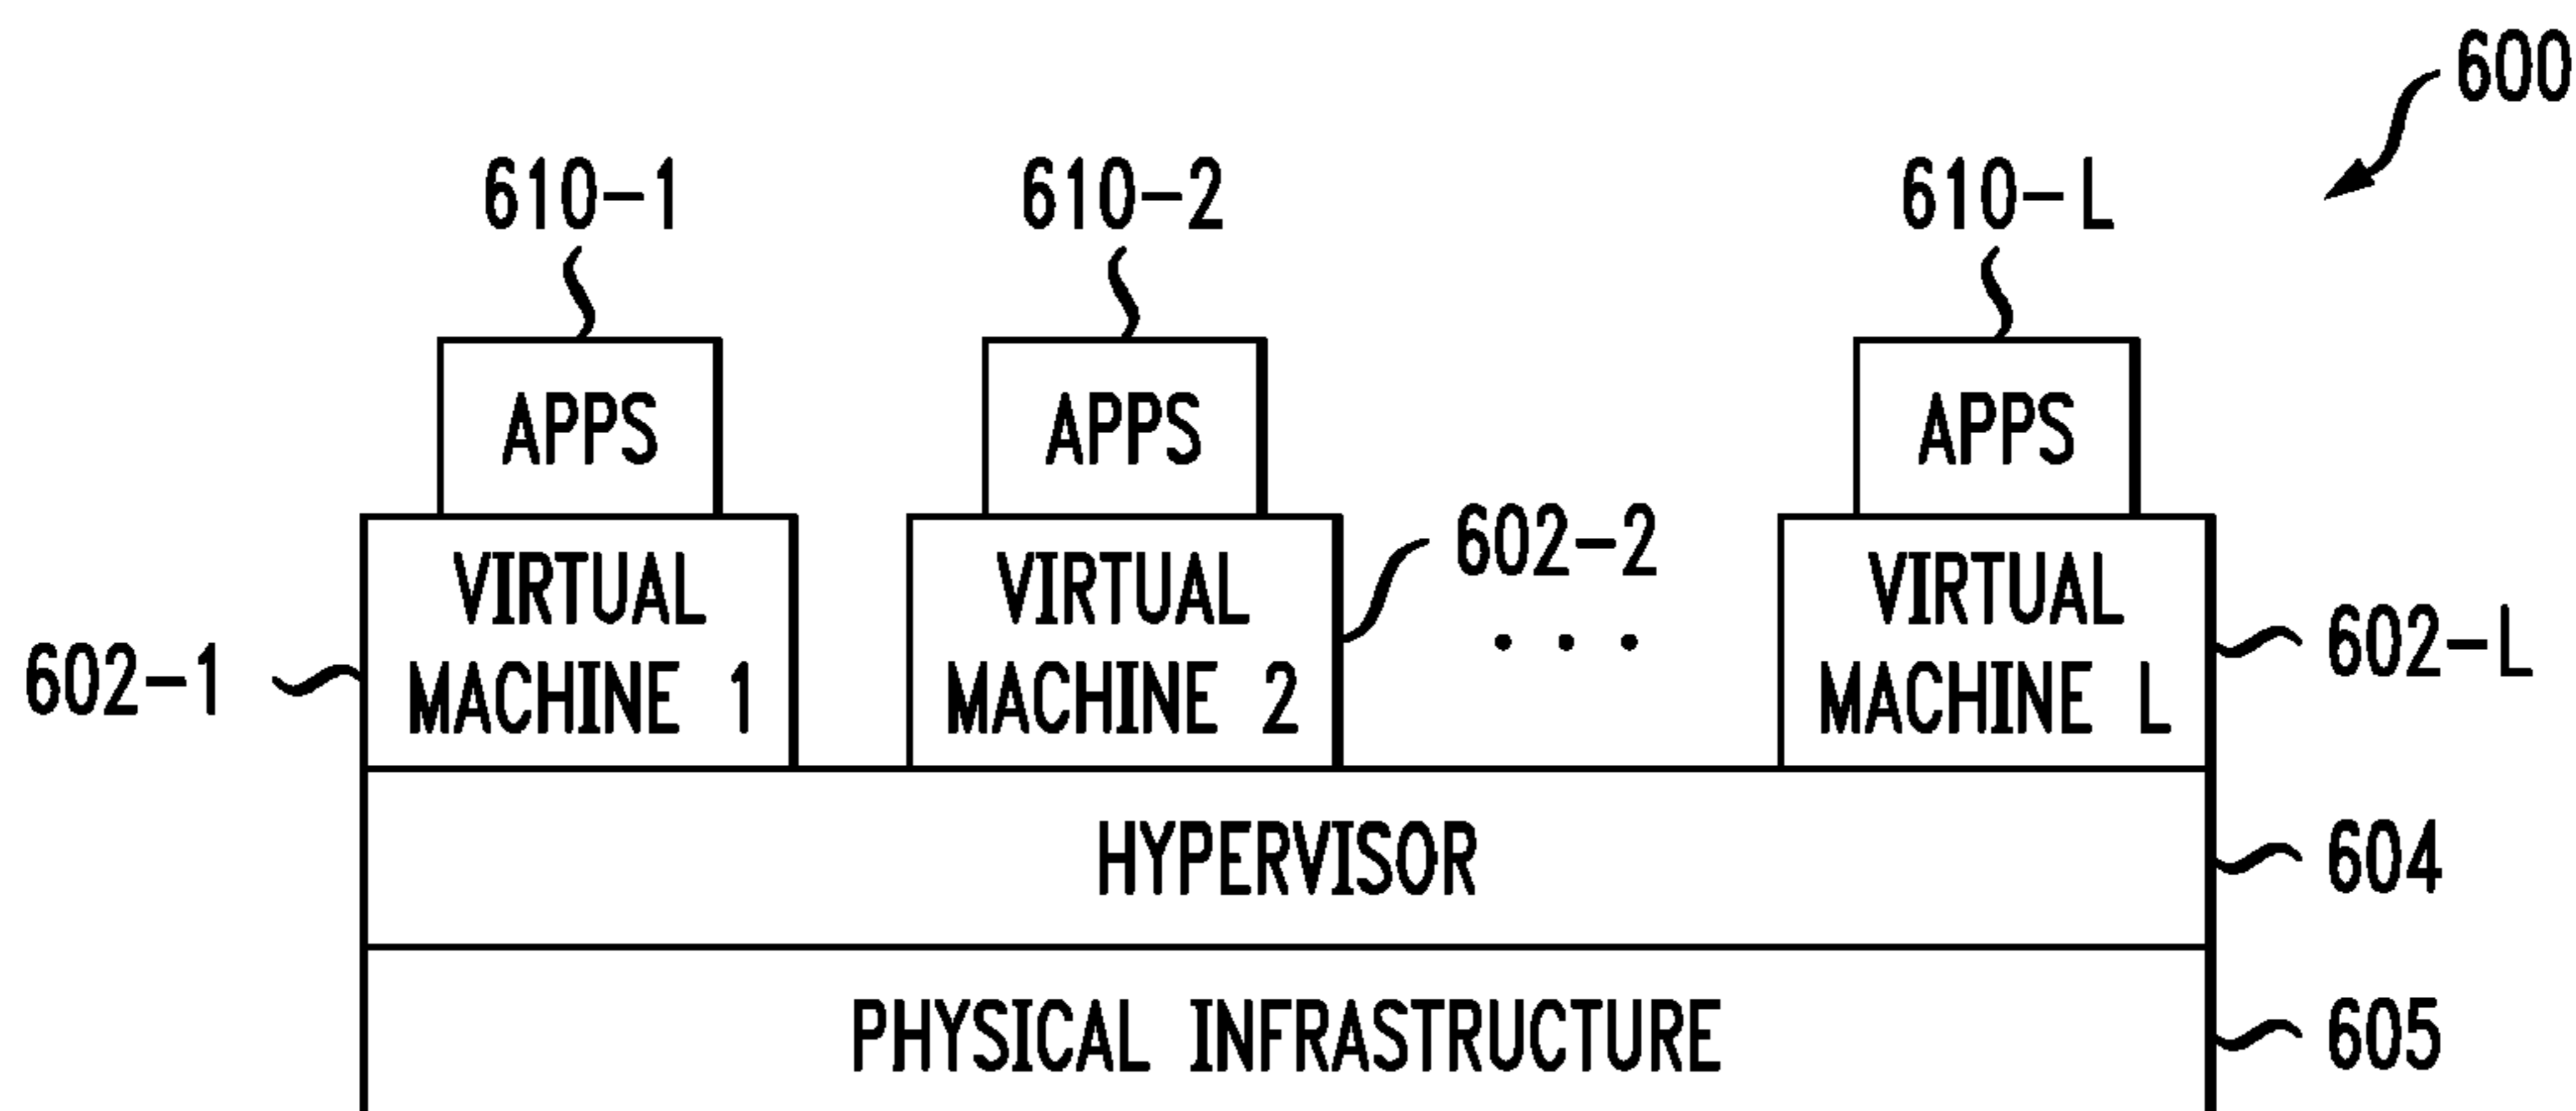 600
610-1 610-2 610-L
APPS APPS APPS
602-2
VIRTUAL VIRTUAL VIRTUAL
602-1 MACHINE 1 MACHINE 2 . . . MACHINE L 602-L
HYPERVISOR 604
PHYSICAL INFRASTRUCTURE 605